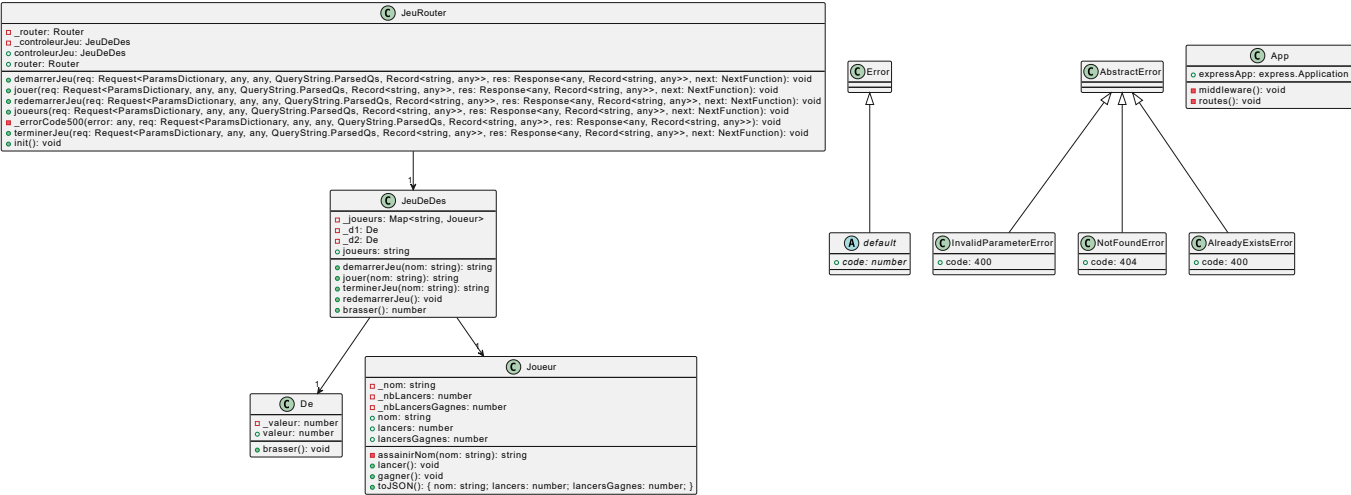 C JeuRouter
_router: Router
_controleurJeu: JeuDeDes
controleurJeu: JeuDeDes
router: Router
demarrerJeu(req: Request<ParamsDictionary, any, any, QueryString.ParsedQs, Record<string, any>>, res: Response<any, Record<string, any>>, next: NextFunction): void
jouer(req: Request<ParamsDictionary, any, any, QueryString.ParsedQs, Record<string, any>>, res: Response<any, Record<string, any>>, next: NextFunction): void
redemarrerJeu(req: Request<ParamsDictionary, any, any, QueryString.ParsedQs, Record<string, any>>, res: Response<any, Record<string, any>>, next: NextFunction): void
joueurs(req: Request<ParamsDictionary, any, any, QueryString.ParsedQs, Record<string, any>>, res: Response<any, Record<string, any>>, next: NextFunction): void
_errorCode500(error: any, req: Request<ParamsDictionary, any, any, QueryString.ParsedQs, Record<string, any>>, res: Response<any, Record<string, any>>): void
terminerJeu(req: Request<ParamsDictionary, any, any, QueryString.ParsedQs, Record<string, any>>, res: Response<any, Record<string, any>>, next: NextFunction): void
init(): void
C Error
C AbstractError
C App
expressApp: express.Application
middleware(): void
routes(): void
1
C JeuDeDes
_joueurs: Map<string, Joueur>
_d1: De
_d2: De
joueurs: string
demarrerJeu(nom: string): string
jouer(nom: string): string
terminerJeu(nom: string): string
redemarrerJeu(): void
brasser(): number
A default
code: number
C InvalidParameterError
code: 400
C NotFoundError
code: 404
C AlreadyExistsError
code: 400
1
1
C De
_valeur: number
valeur: number
brasser(): void
C Joueur
_nom: string
_nbLancers: number
_nbLancersGagnes: number
nom: string
lancers: number
lancersGagnes: number
assainirNom(nom: string): string
lancer(): void
gagner(): void
toJSON(): { nom: string; lancers: number; lancersGagnes: number; }